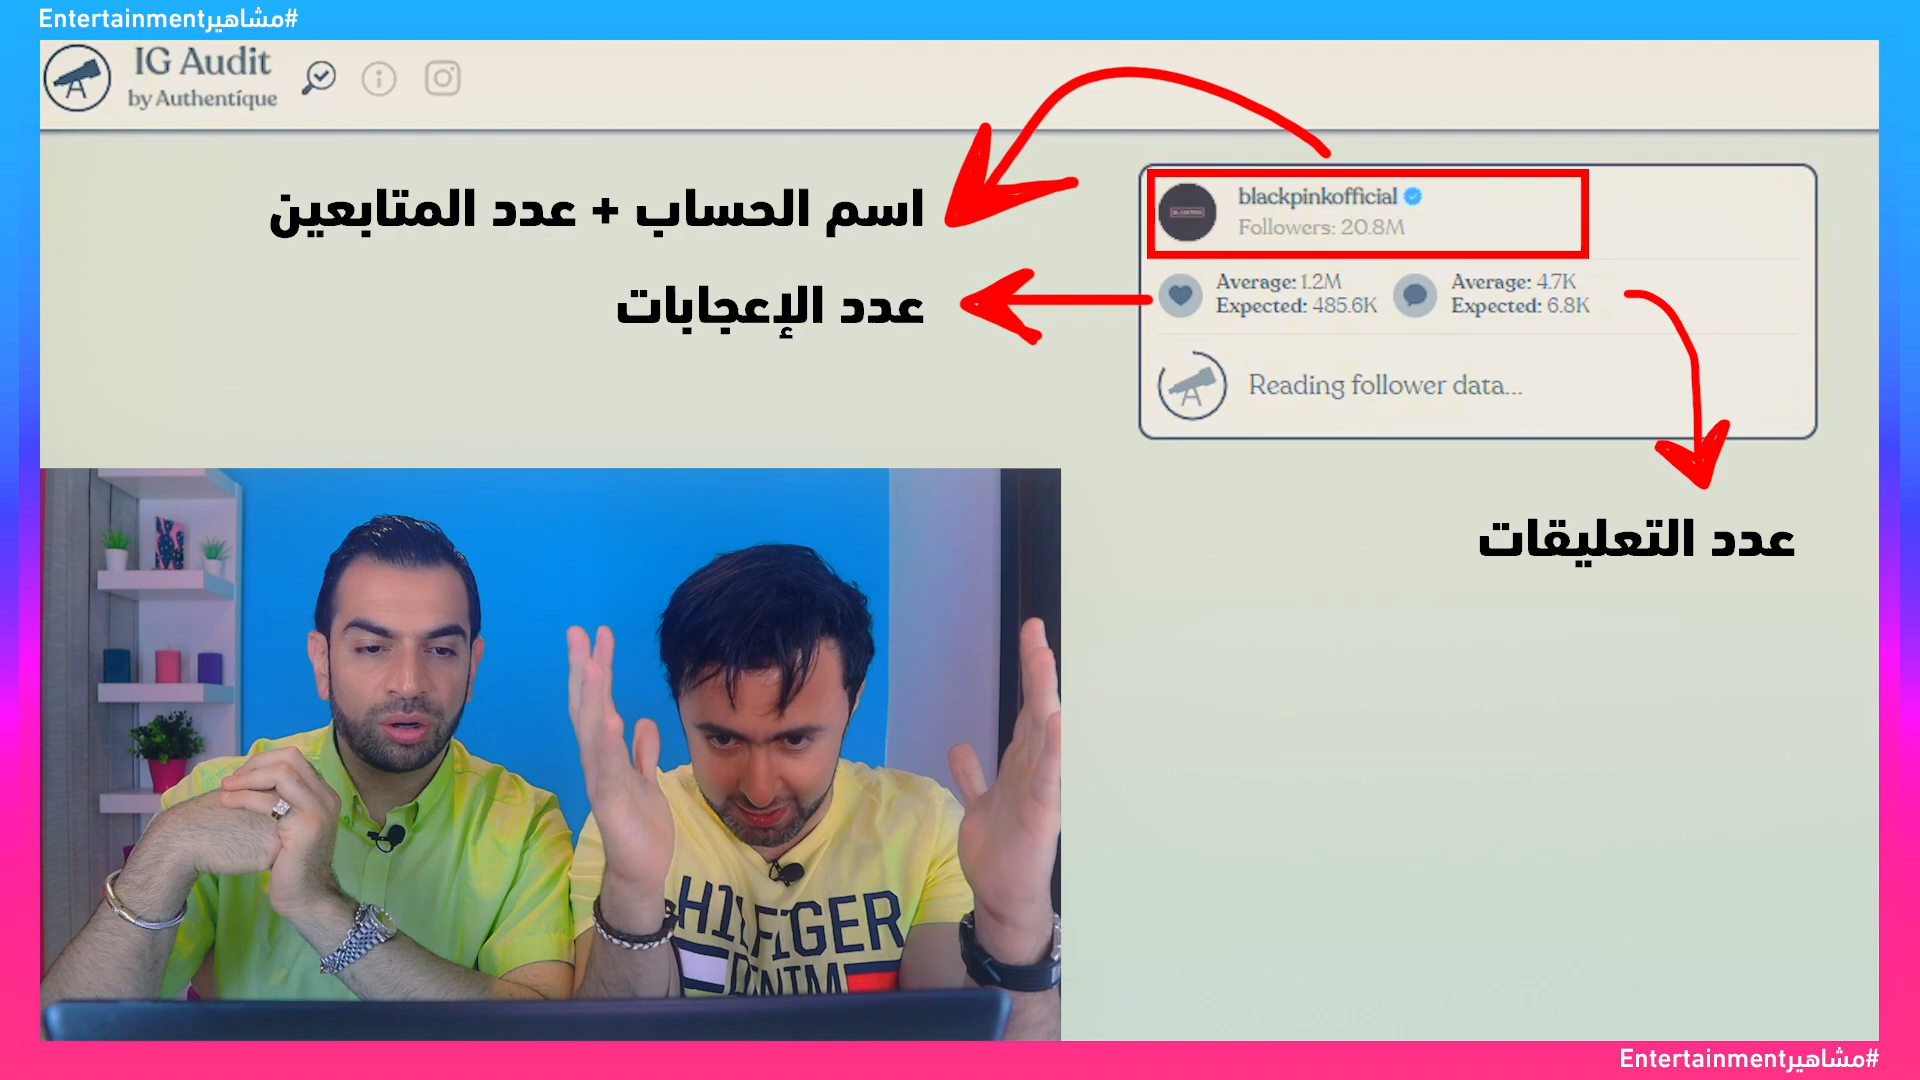 #مشاهيرEntertainment
IG Audit
by Authentíque
اسم الحساب + عدد المتابعين
عدد الإعجابات
blackpinkofficial
Followers: 20.8M
Average: 1.2M
Expected: 485.6K
Average: 4.7K
Expected: 6.8K
Reading follower data...
عدد التعليقات
HILFIGER
DENIM
#مشاهيرEntertainment